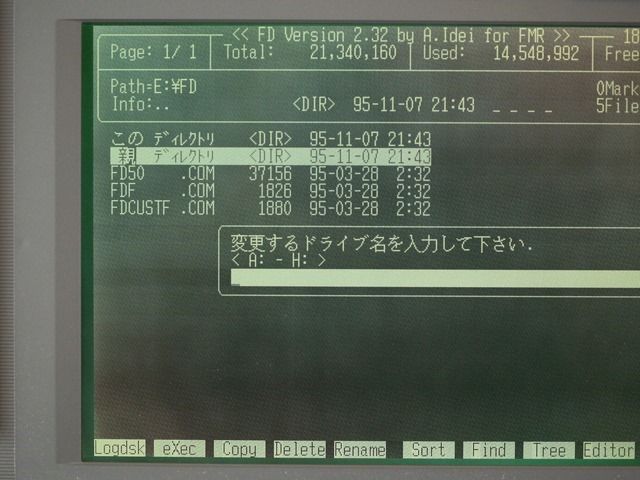 << FD Version 2.32 by A.Idei for FMR >> 18
Page: 1/ 1 Total: 21,340,160 Used: 14,548,992 Free
Path=E:¥FD 0Mark
Info:.. <DIR> 95-11-07 21:43 _ _ _ _ 5File
この ディレクトリ <DIR> 95-11-07 21:43
親 ディレクトリ <DIR> 95-11-07 21:43
FD50 .COM 37156 95-03-28 2:32
FDF .COM 1826 95-03-28 2:32
FDCUSTF .COM 1880 95-03-28 2:32
変更するドライブ名を入力して下さい.
< A: - H: >
Logdsk eXec Copy Delete Rename Sort Find Tree Editor